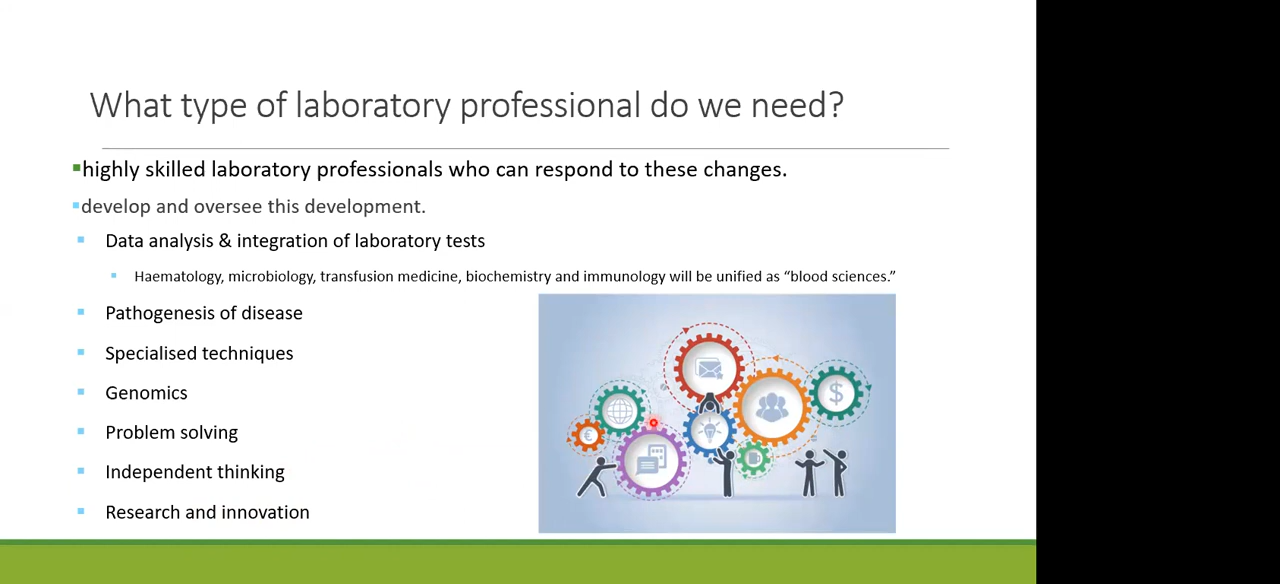 What type of laboratory professional do we need?
highly skilled laboratory professionals who can respond to these changes.
develop and oversee this development.
Data analysis & integration of laboratory tests
Haematology, microbiology, transfusion medicine, biochemistry and immunology will be unified as “blood sciences.”
Pathogenesis of disease
Specialised techniques
Genomics
Problem solving
Independent thinking
Research and innovation
€
$